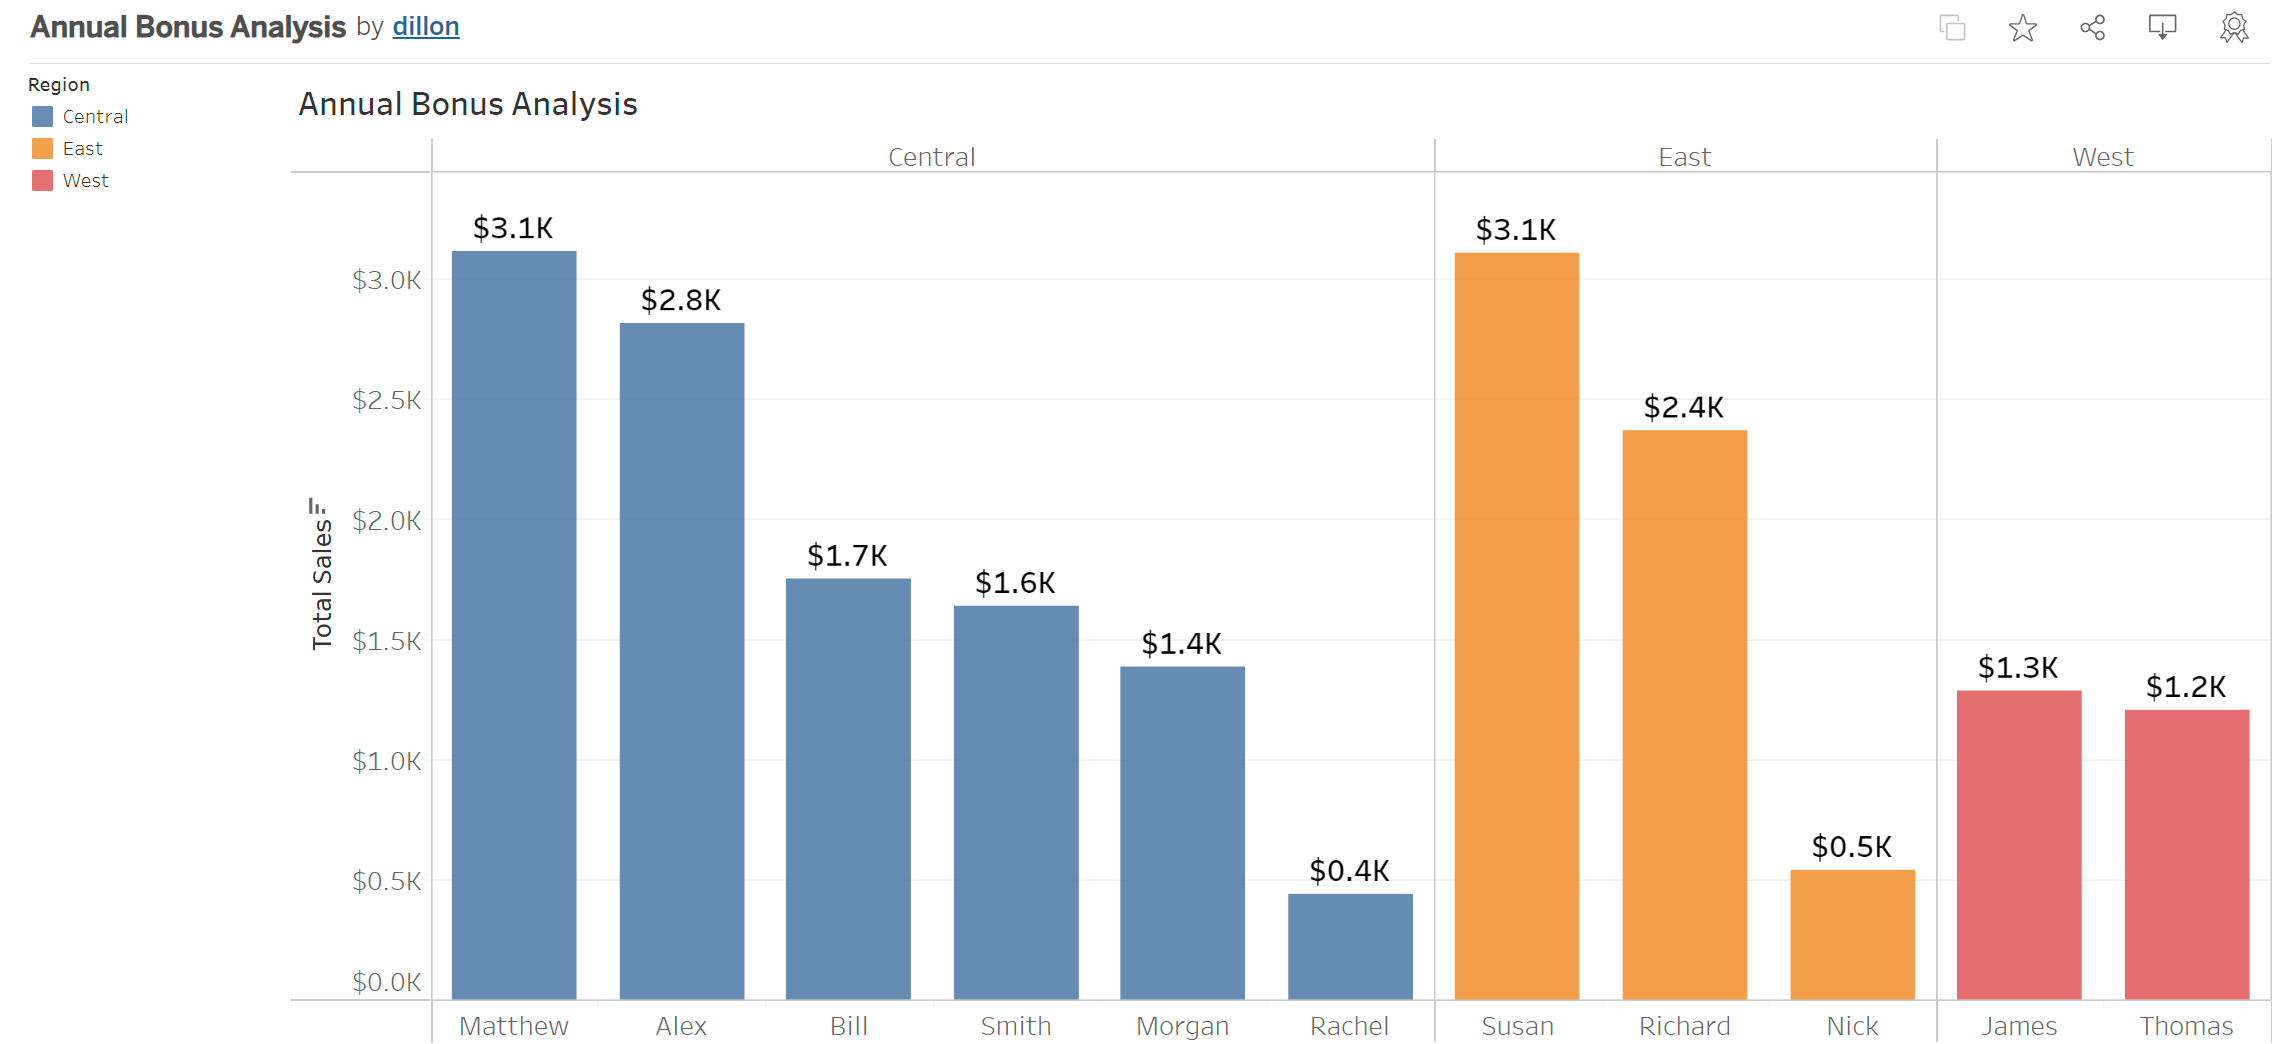 Annual Bonus Analysis by dillon
Region
Central
East
West
Annual Bonus Analysis
Central East West
$3.1K $2.8K $1.7K $1.6K $1.4K $0.4K $3.1K $2.4K $0.5K $1.3K $1.2K
Total Sales
$3.0K
$2.5K
$2.0K
$1.5K
$1.0K
$0.5K
$0.0K
Matthew Alex Bill Smith Morgan Rachel Susan Richard Nick James Thomas